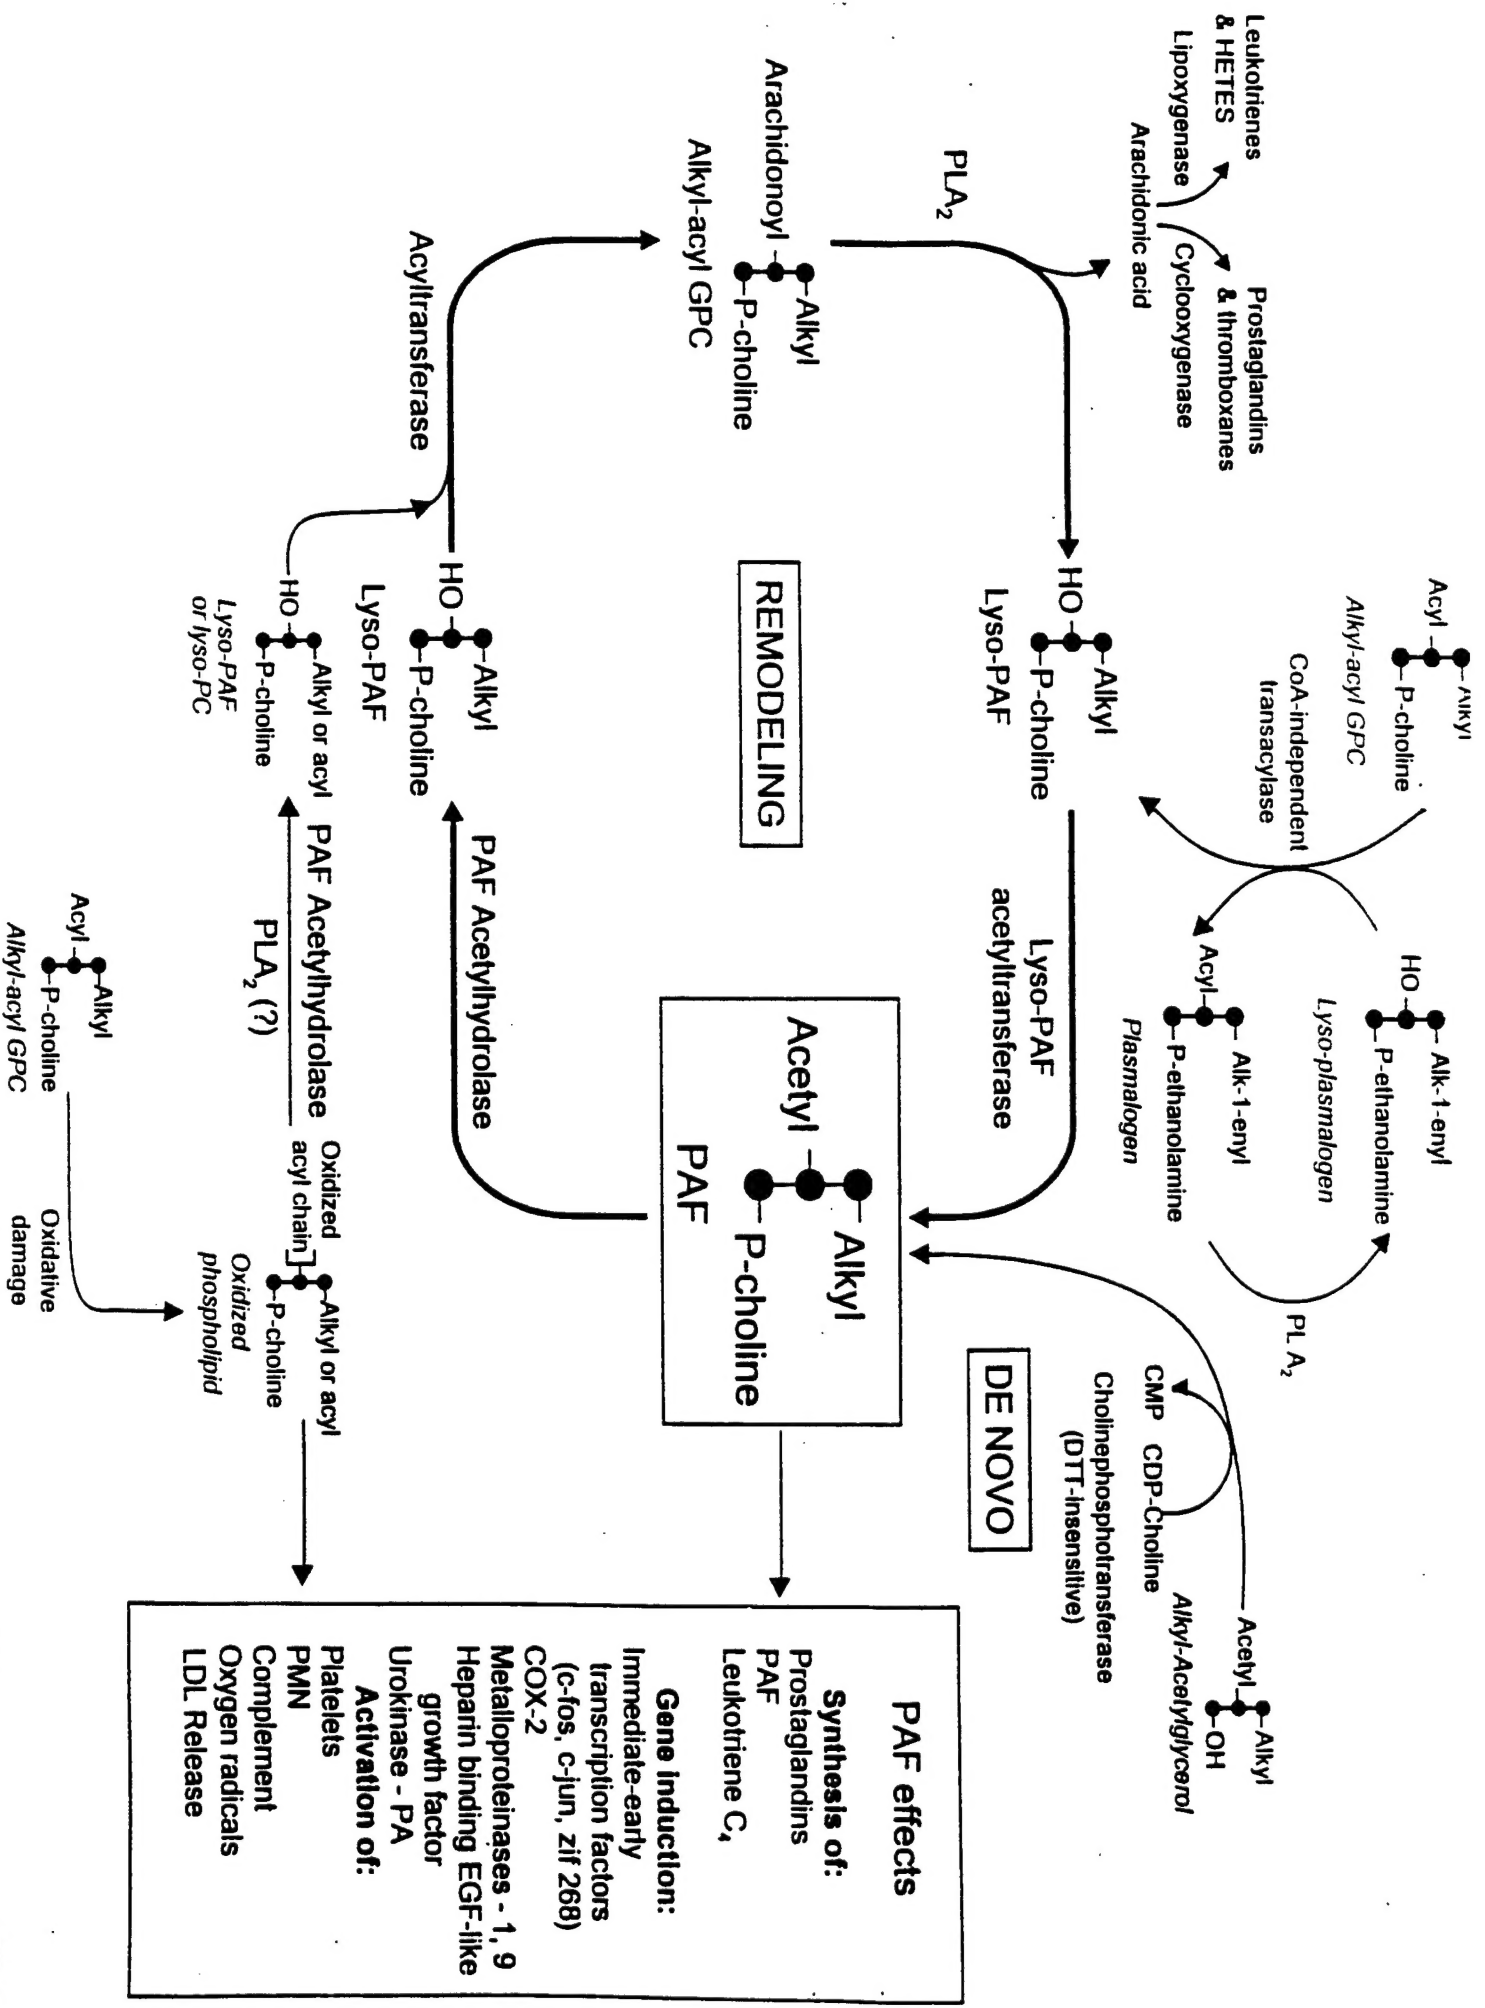 Leukotrienes
& HETES
Lipoxygenase
Prostaglandins
& thromboxanes
Cyclooxygenase
Arachidonic acid
PLA2
Arachidonoyl
Alkyl
P-choline
Alkyl-acyl GPC
Acyl
Alkyl
P-choline
Alkyl-acyl GPC
CoA-independent
transacylase
HO
Alk-1-enyl
P-ethanolamine
Lyso-plasmalogen
Acyl
Alk-1-enyl
P-ethanolamine
Plasmalogen
PL A2
HO
Alkyl
P-choline
Lyso-PAF
Lyso-PAF
acetyltransferase
Acetyl
Alkyl
OH
Alkyl-Acetylglycerol
CMP CDP-Choline
Cholinephosphotransferase
(DTT-insensitive)
DE NOVO
REMODELING
Acetyl
Alkyl
P-choline
PAF
PAF Acetylhydrolase
HO
Alkyl
P-choline
Lyso-PAF
Acyltransferase
HO
Alkyl or acyl
P-choline
Lyso-PAF
or lyso-PC
PAF Acetylhydrolase
PLA2 (?)
Oxidized
acyl chain
Alkyl or acyl
P-choline
Oxidized
phospholipid
Acyl
Alkyl
P-choline
Alkyl-acyl GPC
Oxidative
damage
PAF effects
Synthesis of:
Prostaglandins
PAF
Leukotriene C4
Gene induction:
Immediate-early
transcription factors
(c-fos, c-jun, zif 268)
COX-2
Metalloproteinases - 1, 9
Heparin binding EGF-like
growth factor
Urokinase - PA
Activation of:
Platelets
PMN
Complement
Oxygen radicals
LDL Release